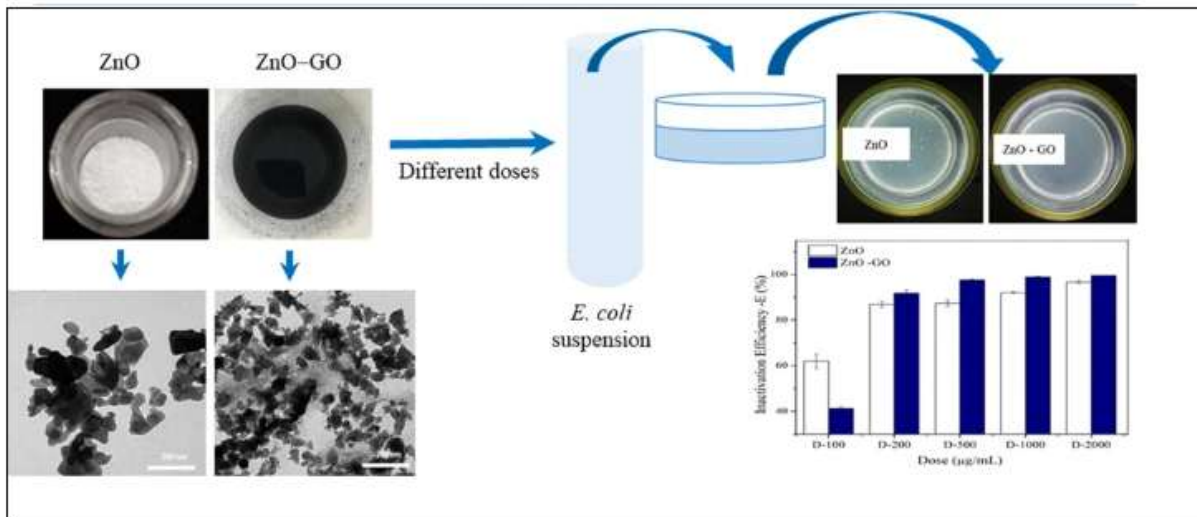 ZnO
ZnO–GO
Different doses
E. coli
suspension
ZnO
ZnO - GO
ZnO
ZnO -GO
Inactivation Efficiency -E (%)
100
80
60
40
D-100
D-200
D-500
D-1000
D-2000
Dose (µg/mL)